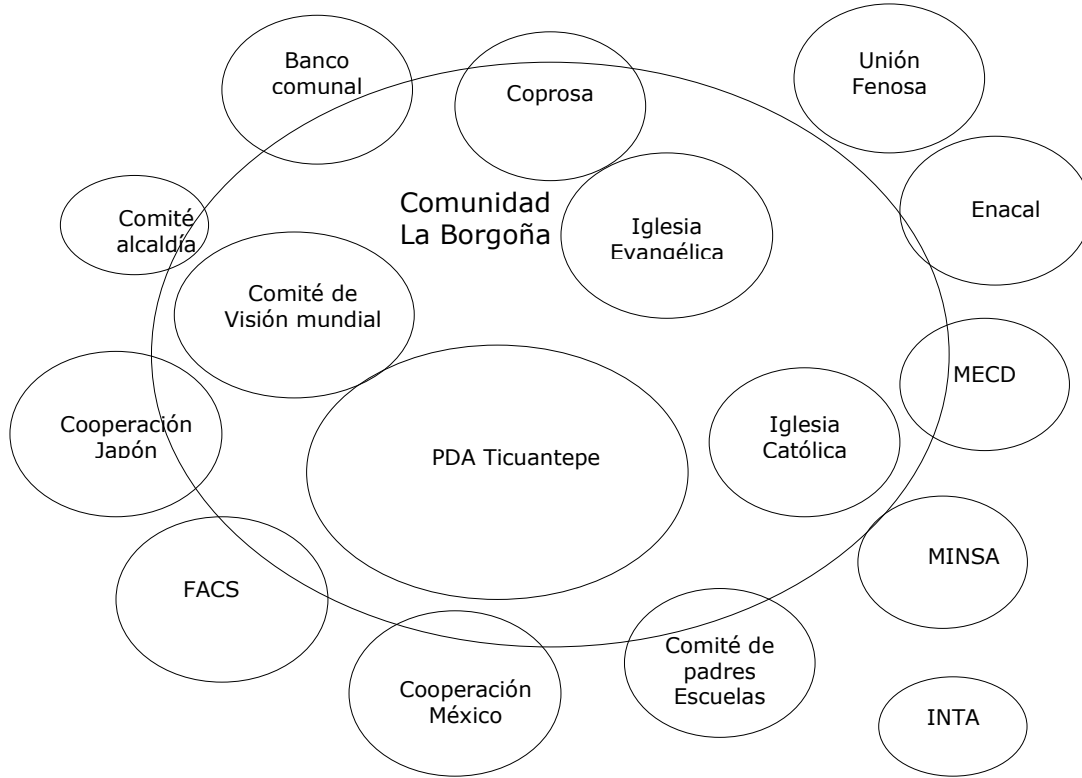 Banco
comunal
Coprosa
Unión
Fenosa
Comité
alcaldía
Comunidad
La Borgoña
Iglesia
Evangélica
Enacal
Comité de
Visión mundial
MECD
Cooperación
Japón
PDA Ticuantepe
Iglesia
Católica
FACS
MINSA
Cooperación
México
Comité de
padres
Escuelas
INTA